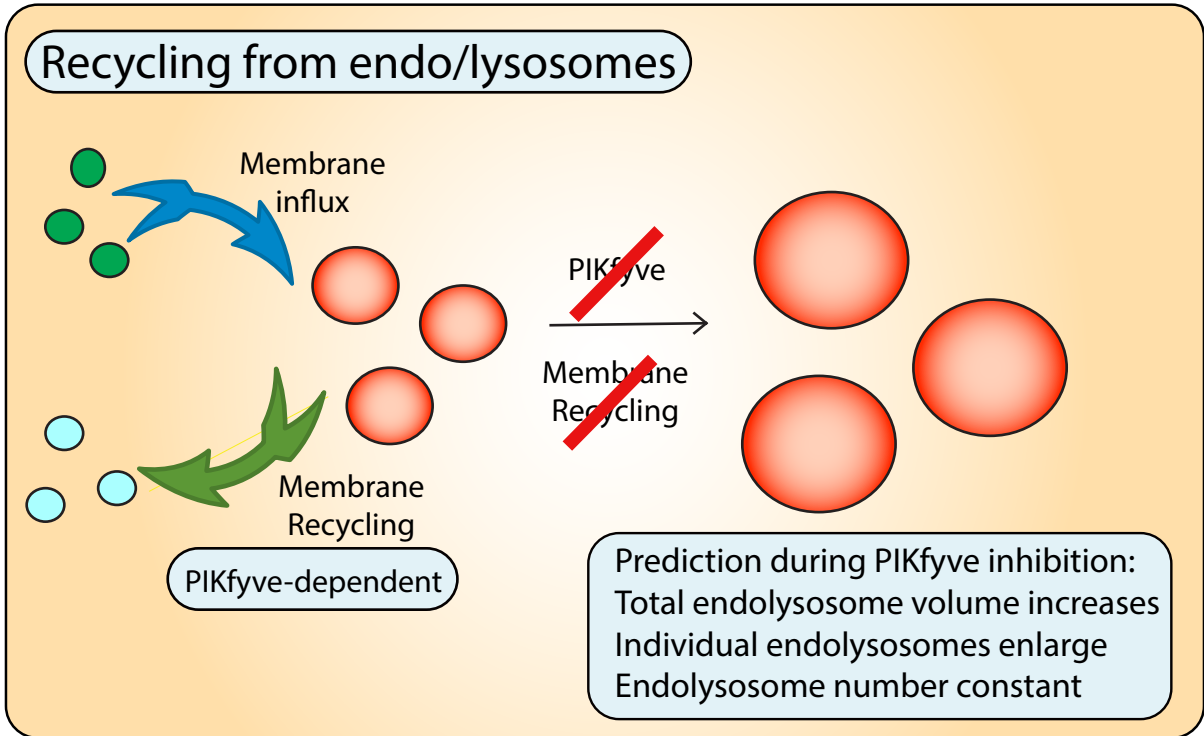 Recycling from endo/lysosomes
Membrane
influx
PIKfyve
Membrane
Recycling
Membrane
Recycling
PIKfyve-dependent
Prediction during PIKfyve inhibition:
Total endolysosome volume increases
Individual endolysosomes enlarge
Endolysosome number constant